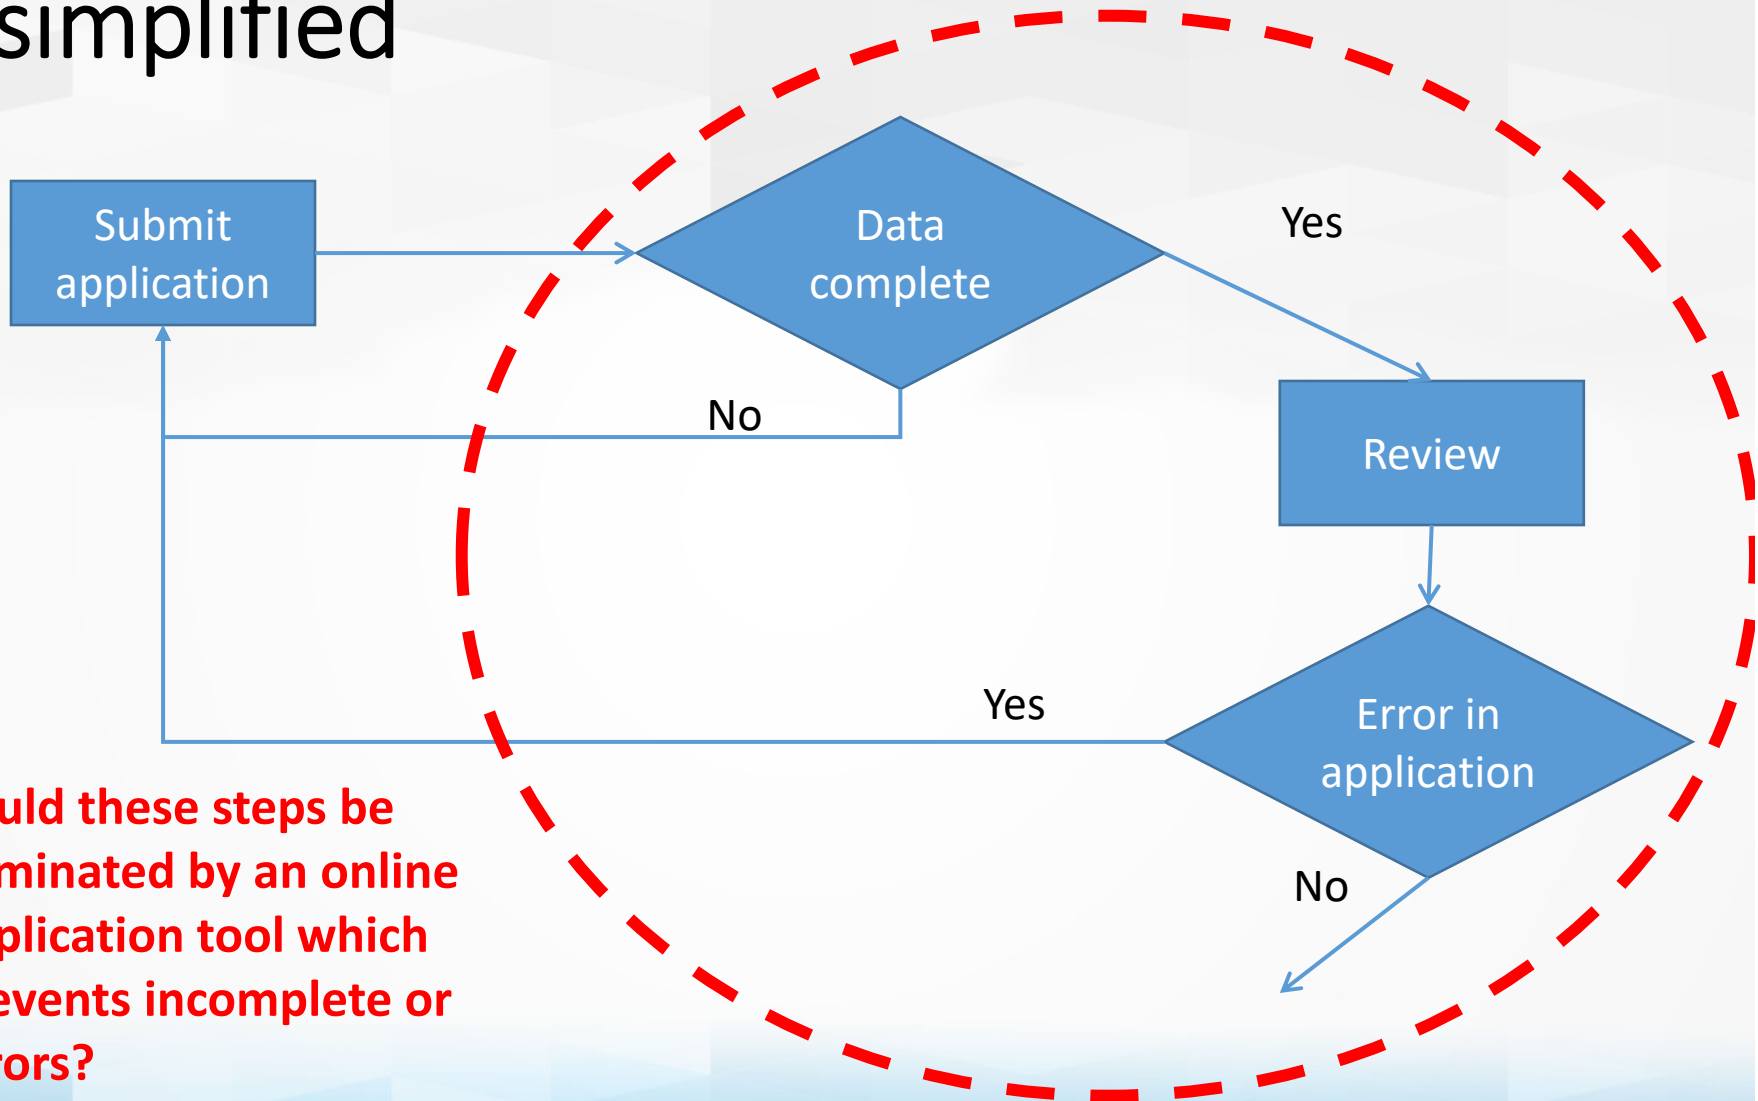 simplified
Submit
application
Data
complete
Yes
No
Review
Yes
Error in
application
No
uld these steps be
minated by an online
plication tool which
events incomplete or
rors?